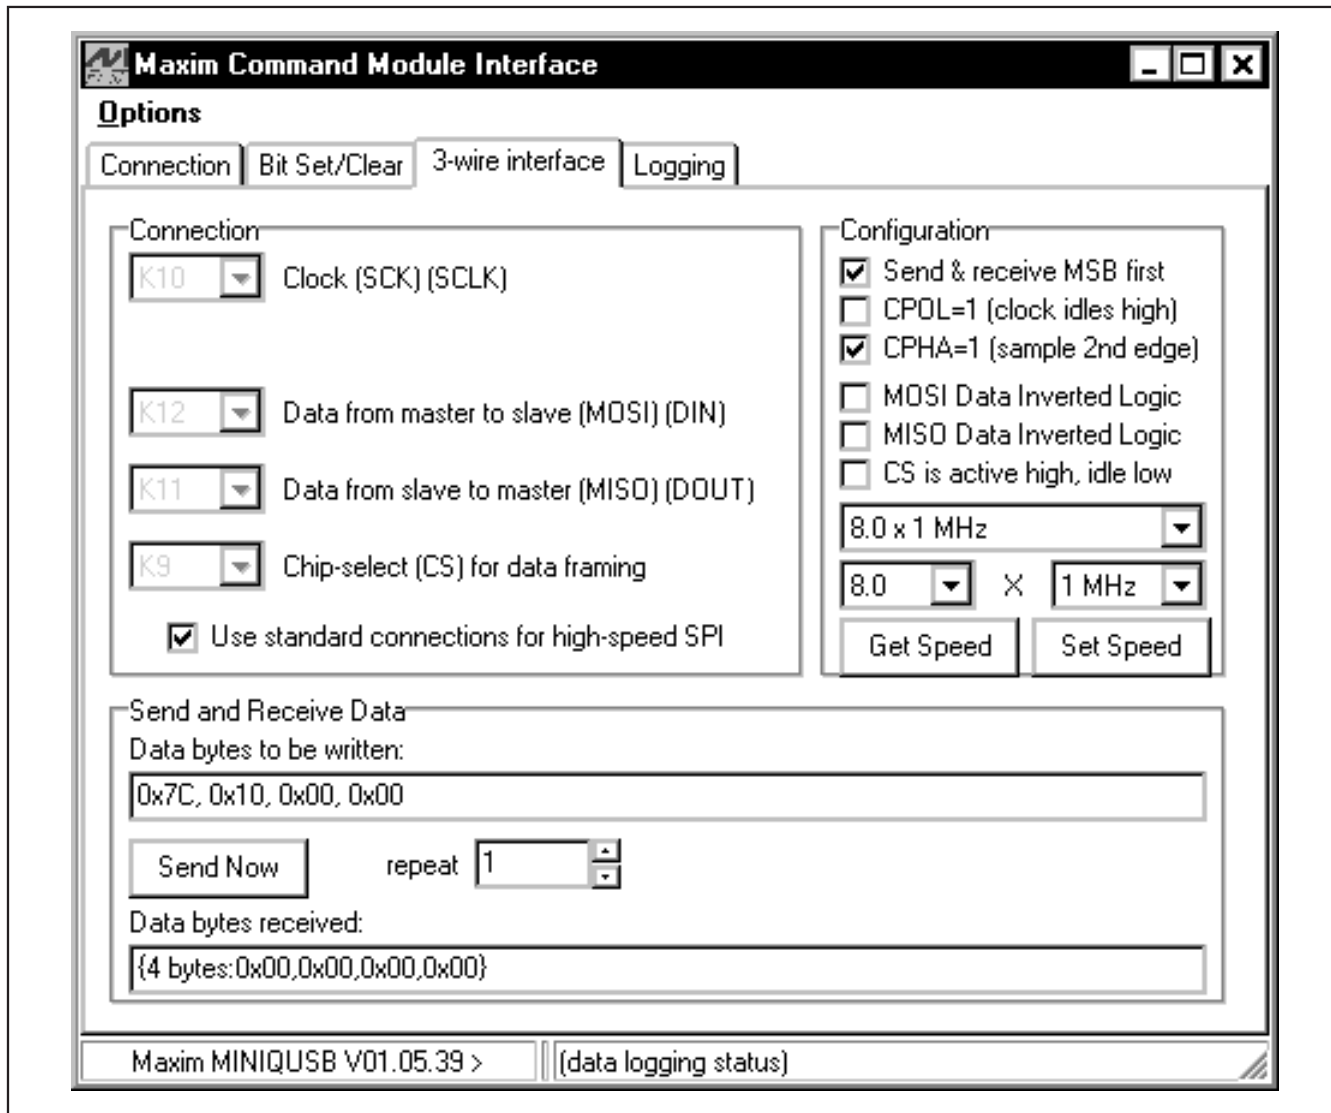 Maxim Command Module Interface
Options
Connection Bit Set/Clear 3-wire interface Logging
Connection
K10 Clock (SCK) (SCLK)
K12 Data from master to slave (MOSI) (DIN)
K11 Data from slave to master (MISO) (DOUT)
K9 Chip-select (CS) for data framing
Use standard connections for high-speed SPI
Configuration
Send & receive MSB first
CPOL=1 (clock idles high)
CPHA=1 (sample 2nd edge)
MOSI Data Inverted Logic
MISO Data Inverted Logic
CS is active high, idle low
8.0 x 1 MHz
8.0 X 1 MHz
Get Speed Set Speed
Send and Receive Data
Data bytes to be written:
0x7C, 0x10, 0x00, 0x00
Send Now repeat 1
Data bytes received:
{4 bytes:0x00,0x00,0x00,0x00}
Maxim MINIQUSB V01.05.39 > (data logging status)